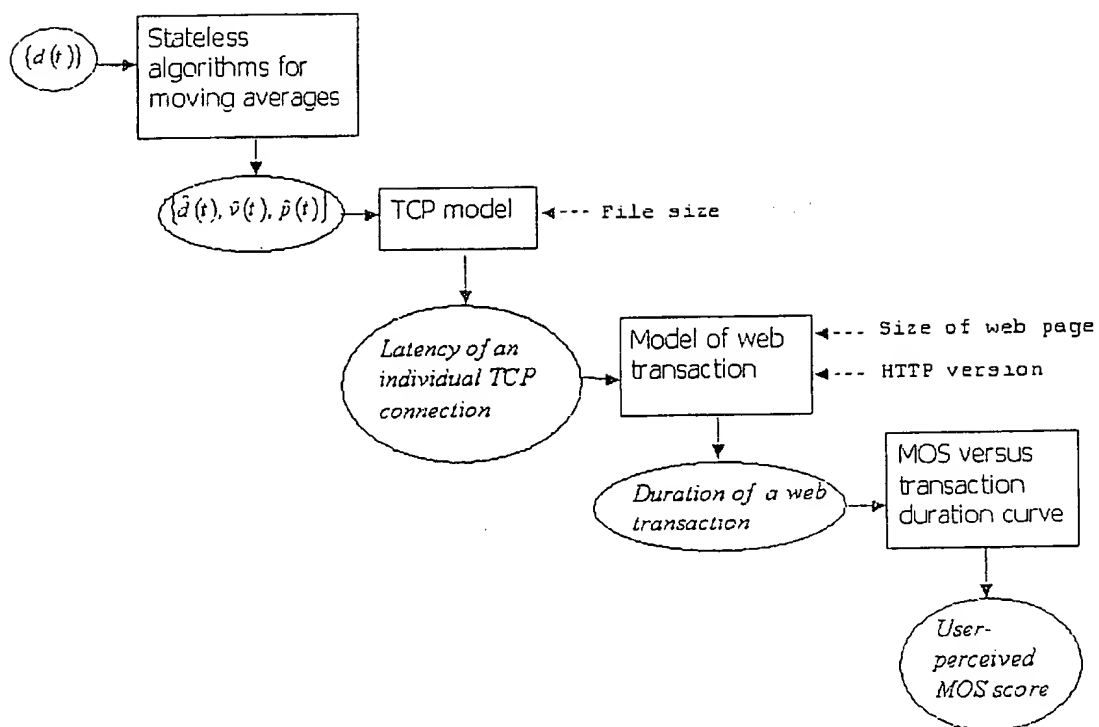 {d(t)}
Stateless
algorithms for
moving averages
{d̂(t), v̂(t), p̂(t)}
TCP model
File size
Latency of an
individual TCP
connection
Model of web
transaction
Size of web page
HTTP version
Duration of a web
transaction
MOS versus
transaction
duration curve
User-
perceived
MOS score